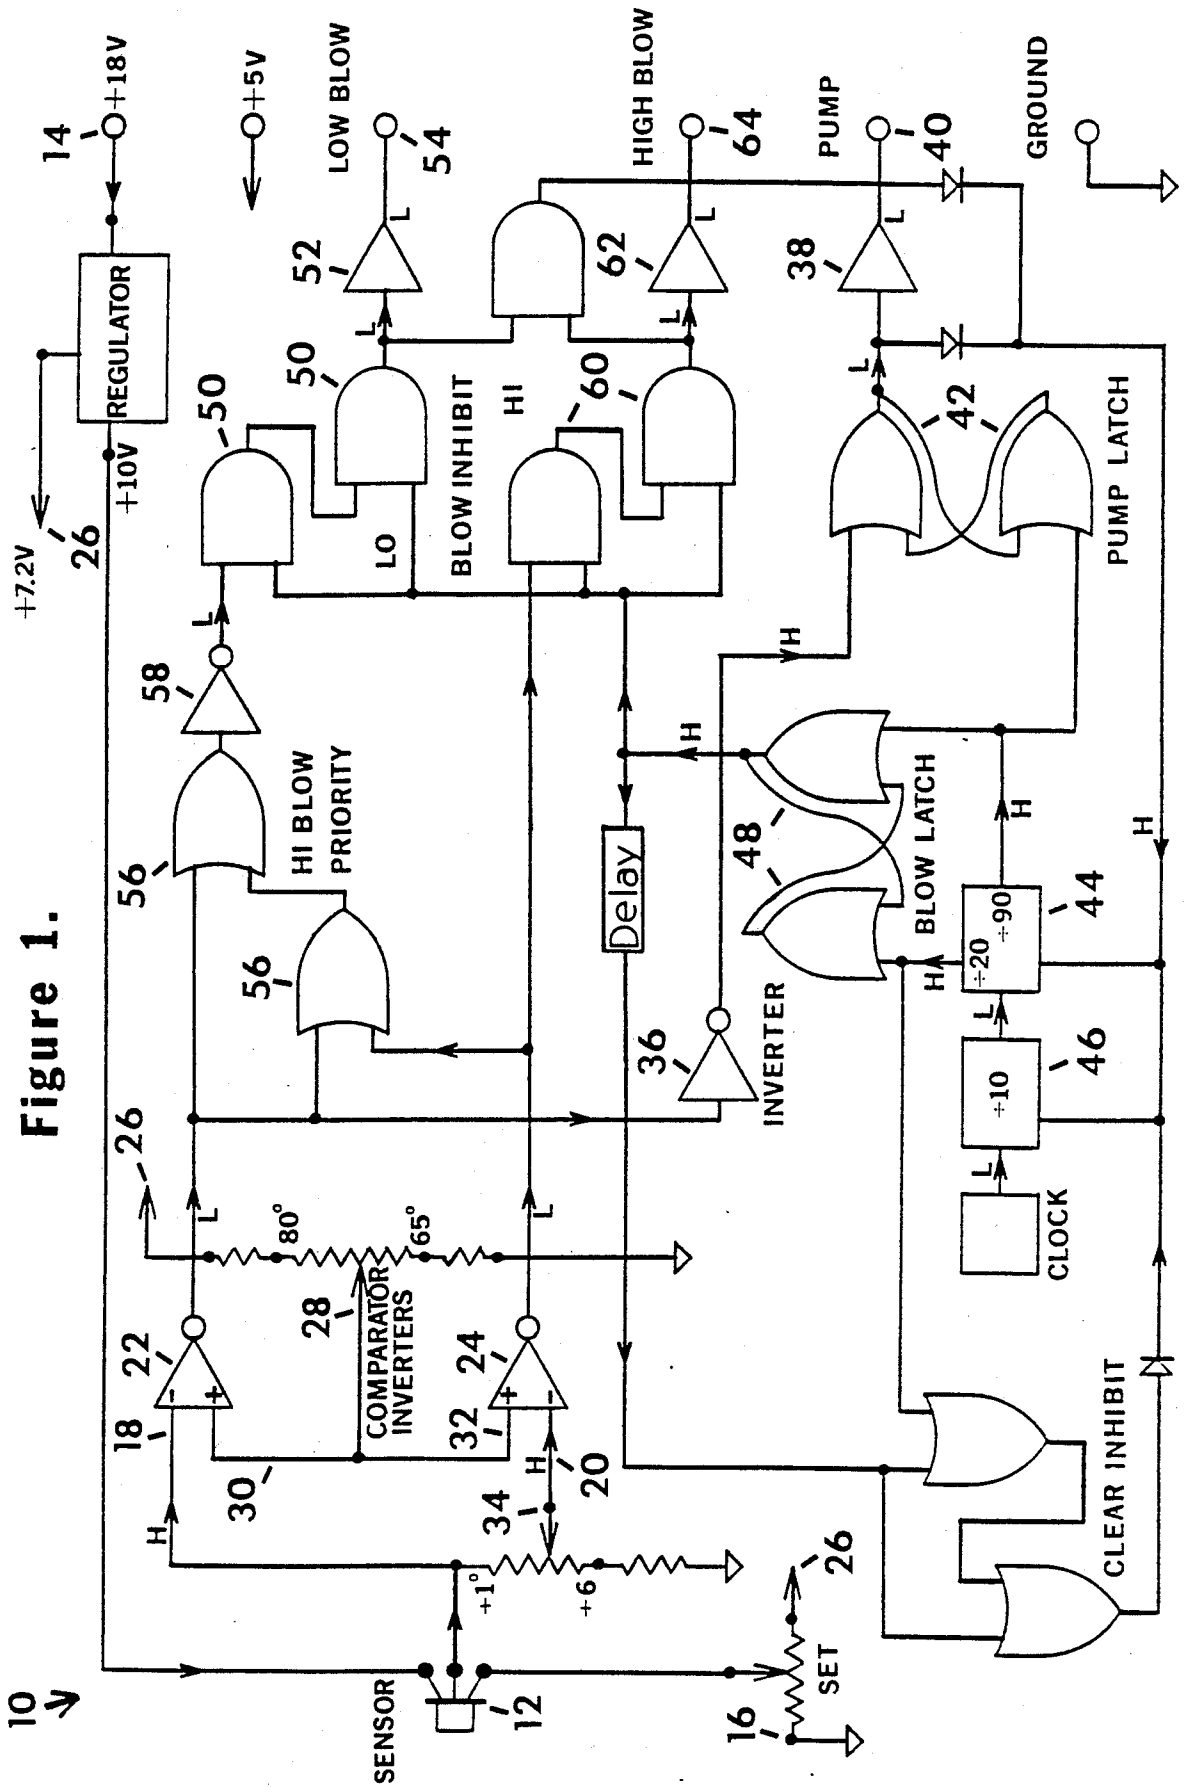 Figure 1.
10
14
+18V
REGULATOR
+10V
+7.2V
26
+5V
LOW BLOW
54
52
L
L
50
50
LO
BLOW INHIBIT
HI
60
HIGH BLOW
64
62
L
L
PUMP
40
38
L
L
42
PUMP LATCH
GROUND
58
L
56
56
HI BLOW
PRIORITY
26
80°
65°
28
COMPARATOR
INVERTERS
22
-
+
L
18
H
30
24
+
-
L
32
H
20
34
+1°
+6
SENSOR
12
16
SET
26
36
INVERTER
H
Delay
H
48
BLOW LATCH
H
H
÷20
÷90
44
L
÷10
46
L
CLOCK
H
CLEAR INHIBIT